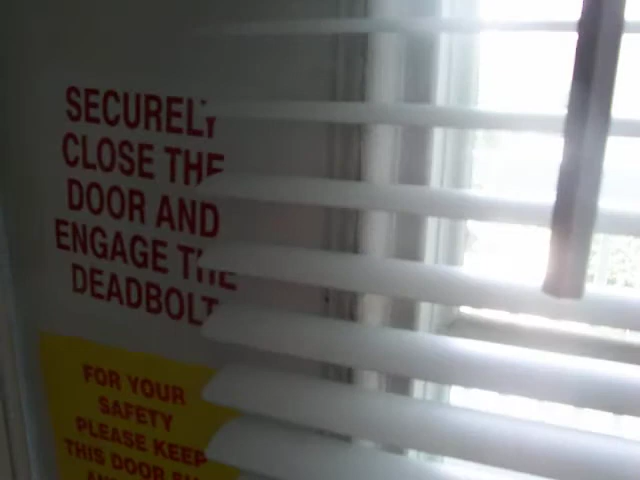 SECURELY
CLOSE THE
DOOR AND
ENGAGE THE
DEADBOLT
FOR YOUR
SAFETY
PLEASE KEEP
THIS DOOR